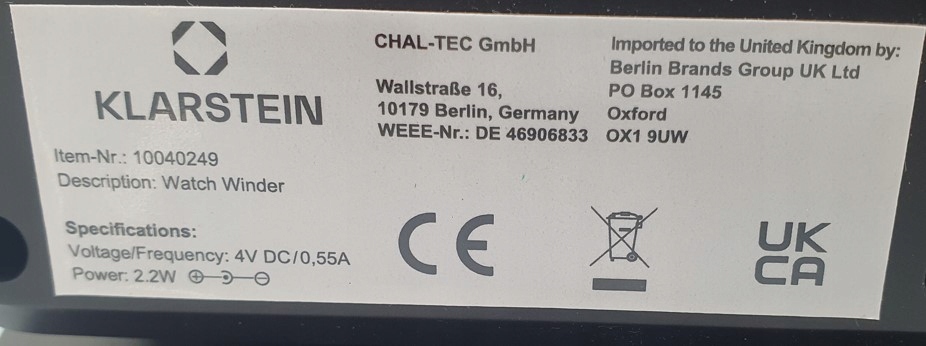 KLARSTEIN
Item-Nr.: 10040249
Description: Watch Winder
Specifications:
Voltage/Frequency: 4V DC/0,55A
Power: 2.2W
CHAL-TEC GmbH
Wallstraße 16,
10179 Berlin, Germany
WEEE-Nr.: DE 46906833
Imported to the United Kingdom by:
Berlin Brands Group UK Ltd
PO Box 1145
Oxford
OX1 9UW
CE
UK
CA